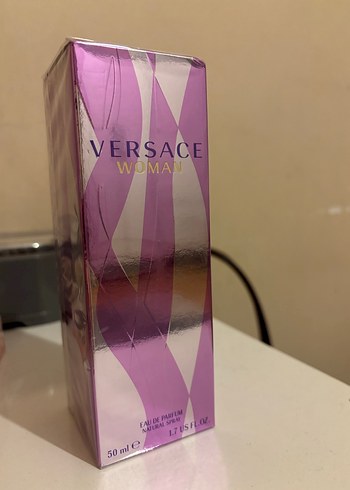 VERSACE
WOMAN
EAU DE PARFUM
NATURAL SPRAY
50 ml ℮ 1.7 US FL.OZ